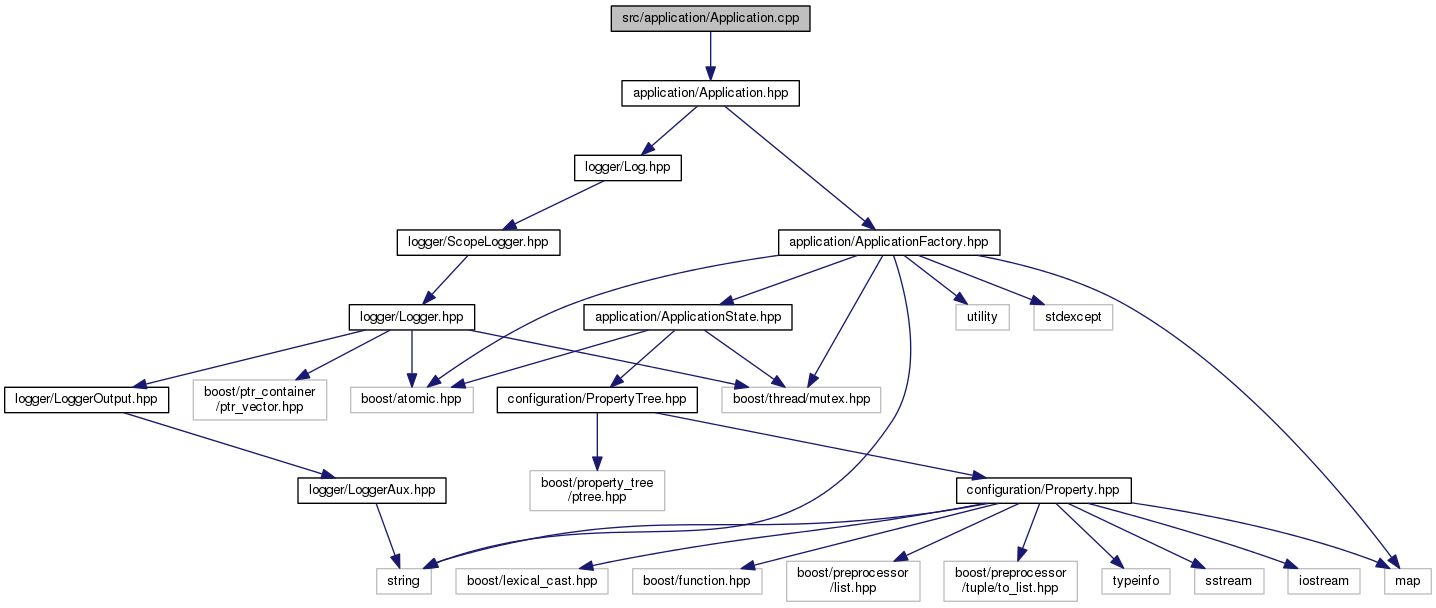 src/application/Application.cpp
application/Application.hpp
logger/Log.hpp
logger/ScopeLogger.hpp
application/ApplicationFactory.hpp
logger/Logger.hpp
application/ApplicationState.hpp
utility
stdexcept
logger/LoggerOutput.hpp
boost/ptr_container
/ptr_vector.hpp
boost/atomic.hpp
configuration/PropertyTree.hpp
boost/thread/mutex.hpp
logger/LoggerAux.hpp
boost/property_tree
/ptree.hpp
configuration/Property.hpp
string
boost/lexical_cast.hpp
boost/function.hpp
boost/preprocessor
/list.hpp
boost/preprocessor
/tuple/to_list.hpp
typeinfo
sstream
iostream
map